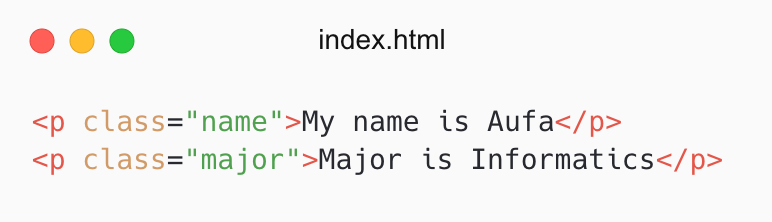 index.html
<p class="name">My name is Aufa</p>
<p class="major">Major is Informatics</p>